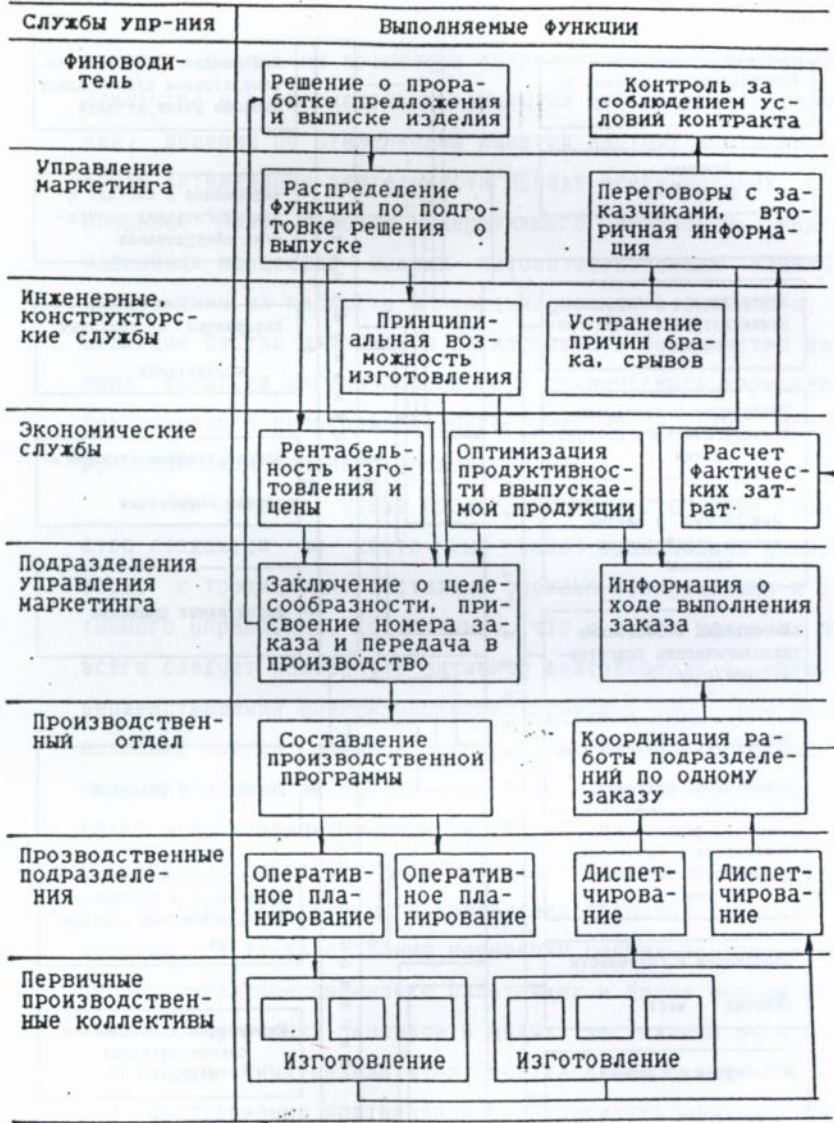 Службы упр-ния
Выполняемые функции
Финоводи-
тель
Решение о прора-
ботке предложения
и выписке изделия
Контроль за
соблюдением ус-
ловий контракта
Управление
маркетинга
Распределение
функций по подго-
товке решения о
выпуске
Переговоры с за-
казчиками, вто-
ричная информа-
ция
Инженерные,
конструкторс-
кие службы
Принципи-
альная воз-
можность
изготовления
Устранение
причин бра-
ка, срывов
Экономические
службы
Рентабель-
ность изго-
товления и
цены
Оптимизация
продуктивнос-
ти ввыпускае-
мой продукции
Расчет
фактичес-
ких зат-
рат
Подразделения
управления
маркетинга
Заключение о целе
сообразности, при-
своение номера за-
каза и передача в
производство
Информация о
ходе выполнения
заказа
Производствен-
ный отдел
Составление
производственной
программы
Координация ра-
боты подразделе-
ний по одному
заказу
Прозводственные
подразделе-
ния
Оператив-
ное пла-
нирование
Оператив-
ное пла-
нирование
Диспет-
чирова-
ние
Диспет-
чирова-
ние
Первичные
производствен-
ные коллективы
Изготовление
Изготовление